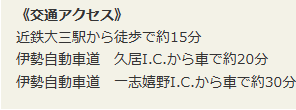 《交通アクセス》
近鉄大三駅から徒歩で約15分
伊勢自動車道　久居I.C.から車で約20分
伊勢自動車道　一志嬉野I.C.から車で約30分